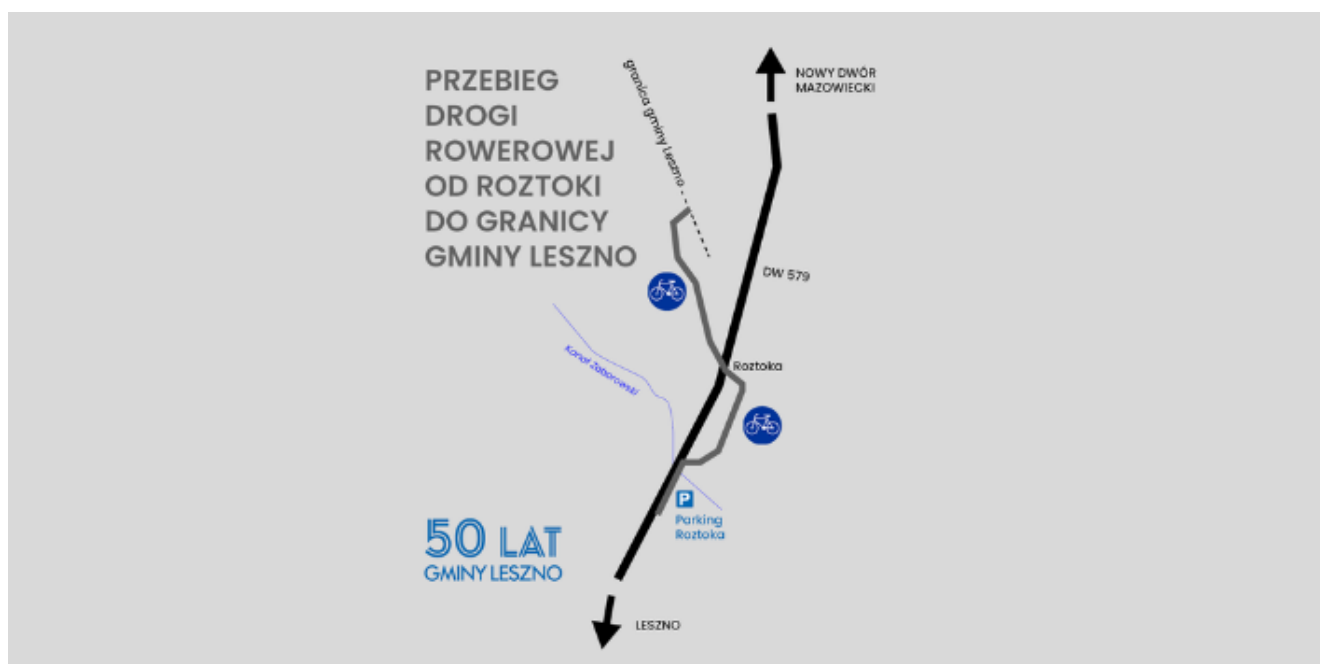 PRZEBIEG
DROGI
ROWEROWEJ
OD ROZTOKI
DO GRANICY
GMINY LESZNO
granica gminy Leszno
NOWY DWÓR
MAZOWIECKI
DW 579
Kanał Zaborowski
Roztoka
P
Parking
Roztoka
50 LAT
GMINY LESZNO
LESZNO